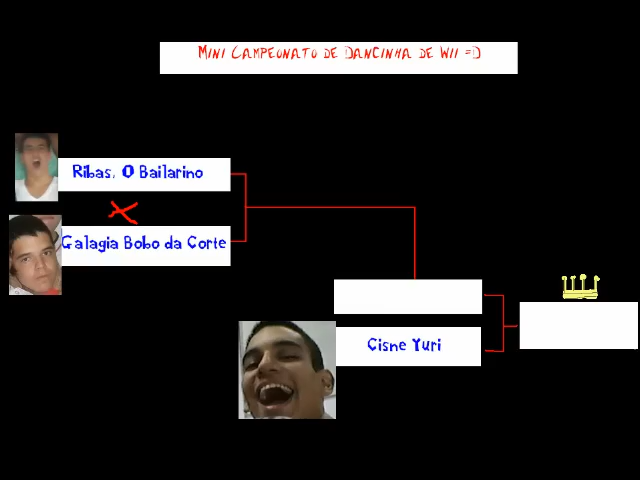 Mini Campeonato de Dancinha de Wii =D
Ribas, O Bailarino
Galagia Bobo da Corte
Cisne Yuri